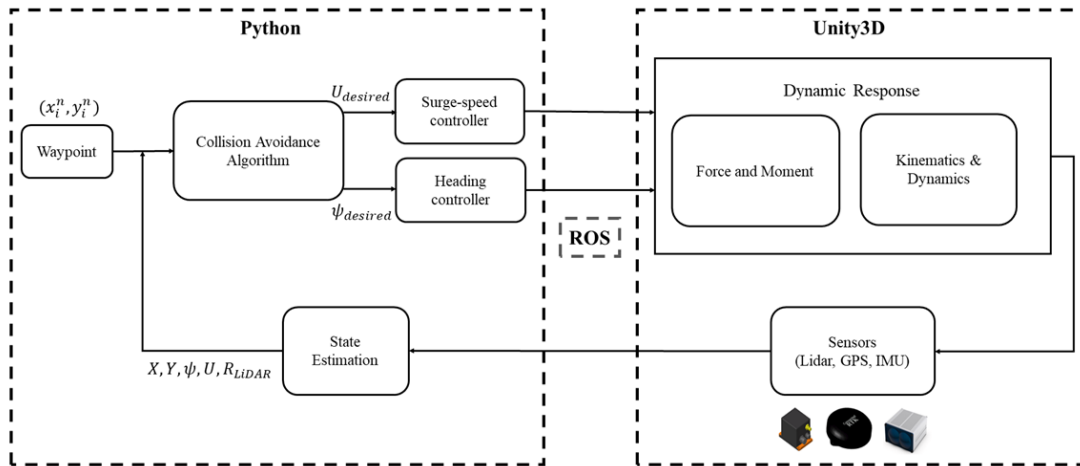 Python
Unity3D
(x_i^n, y_i^n)
Waypoint
Collision Avoidance
Algorithm
U_desired
Surge-speed
controller
ψ_desired
Heading
controller
ROS
Dynamic Response
Force and Moment
Kinematics &
Dynamics
State
Estimation
X, Y, ψ, U, R_LiDAR
Sensors
(Lidar, GPS, IMU)